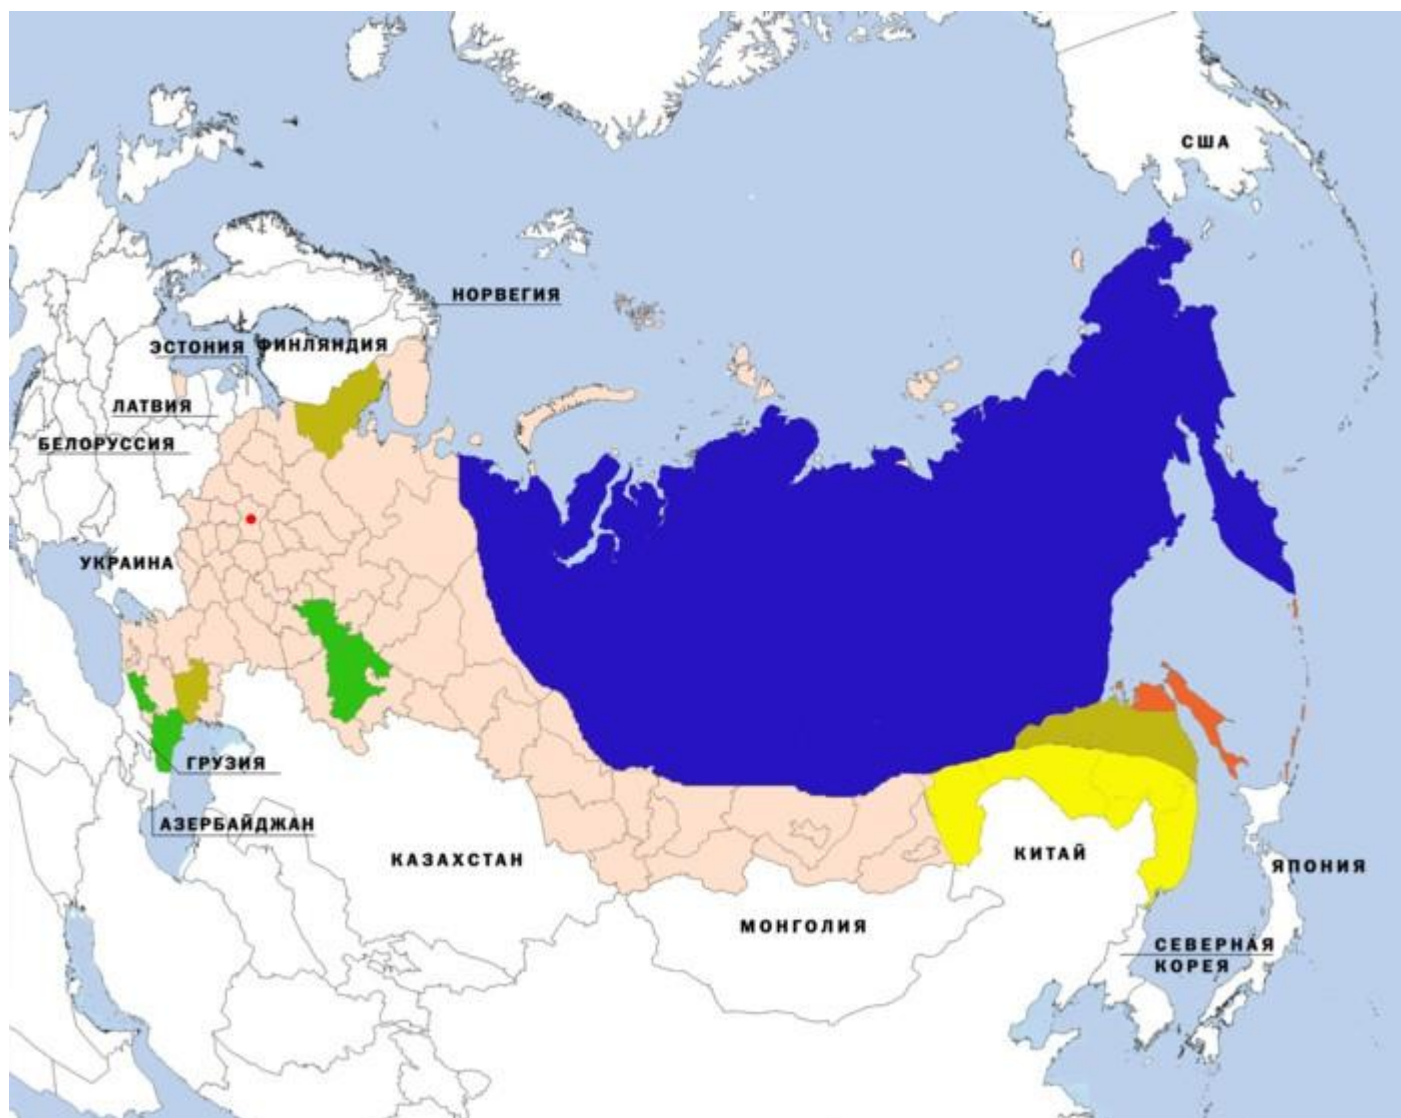 США
НОРВЕГИЯ
ЭСТОНИЯ
ФИНЛЯНДИЯ
ЛАТВИЯ
БЕЛОРУССИЯ
УКРАИНА
ГРУЗИЯ
АЗЕРБАЙДЖАН
КАЗАХСТАН
КИТАЙ
ЯПОНИЯ
МОНГОЛИЯ
СЕВЕРНАЯ
КОРЕЯ